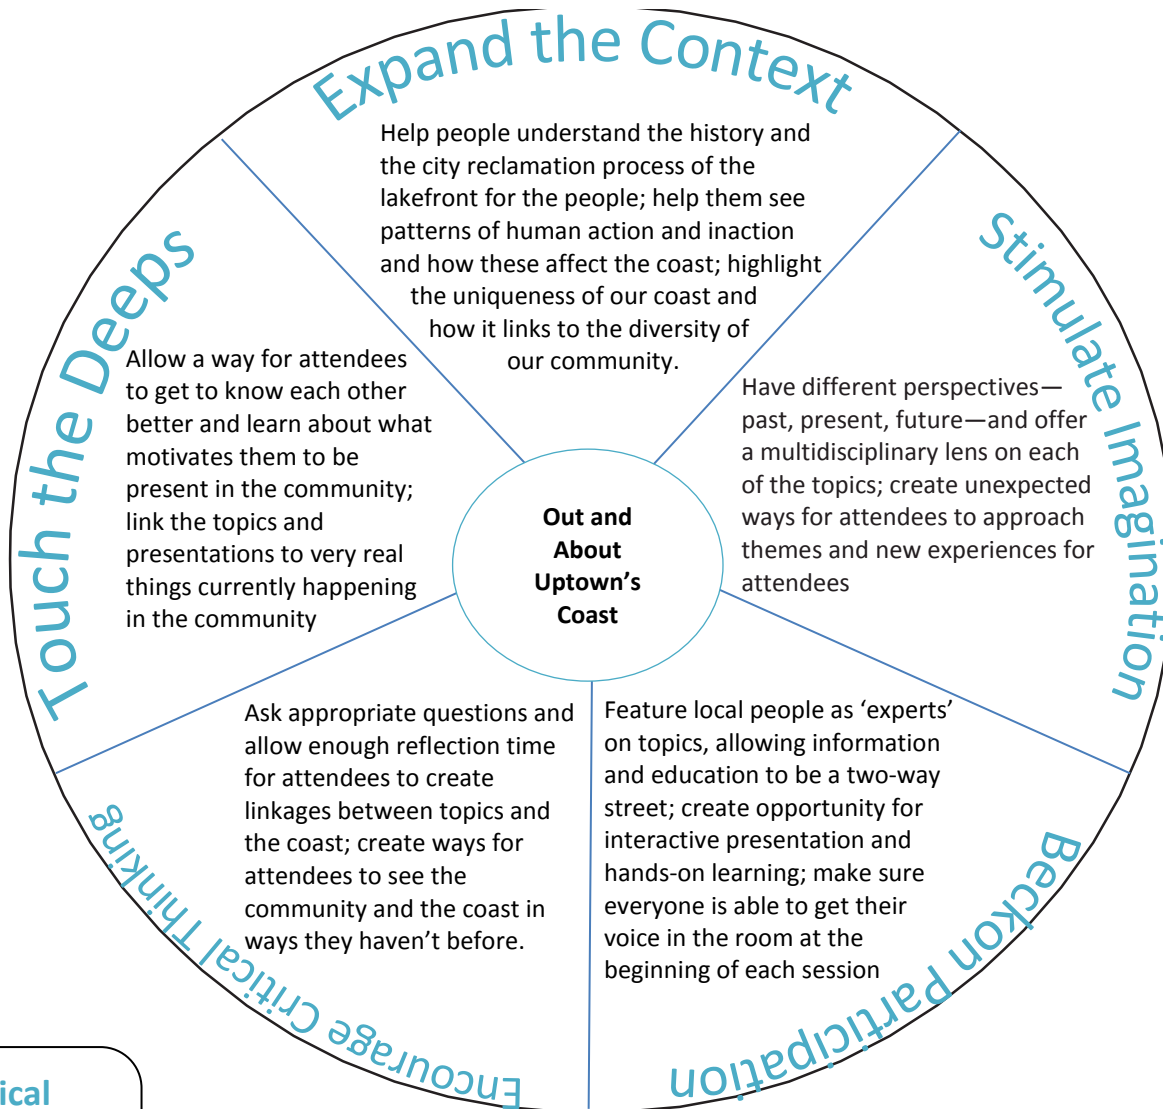 Expand the Context
Help people understand the history and
the city reclamation process of the
lakefront for the people; help them see
patterns of human action and inaction
and how these affect the coast; highlight
the uniqueness of our coast and
how it links to the diversity of
our community.
Stimulate Imagination
Have different perspectives—
past, present, future—and offer
a multidisciplinary lens on each
of the topics; create unexpected
ways for attendees to approach
themes and new experiences for
attendees
Beckon Participation
Feature local people as ‘experts’
on topics, allowing information
and education to be a two-way
street; create opportunity for
interactive presentation and
hands-on learning; make sure
everyone is able to get their
voice in the room at the
beginning of each session
Encourage Critical Thinking
Ask appropriate questions and
allow enough reflection time
for attendees to create
linkages between topics and
the coast; create ways for
attendees to see the
community and the coast in
ways they haven’t before.
Touch the Deeps
Allow a way for attendees
to get to know each other
better and learn about what
motivates them to be
present in the community;
link the topics and
presentations to very real
things currently happening
in the community
Out and
About
Uptown’s
Coast
ical